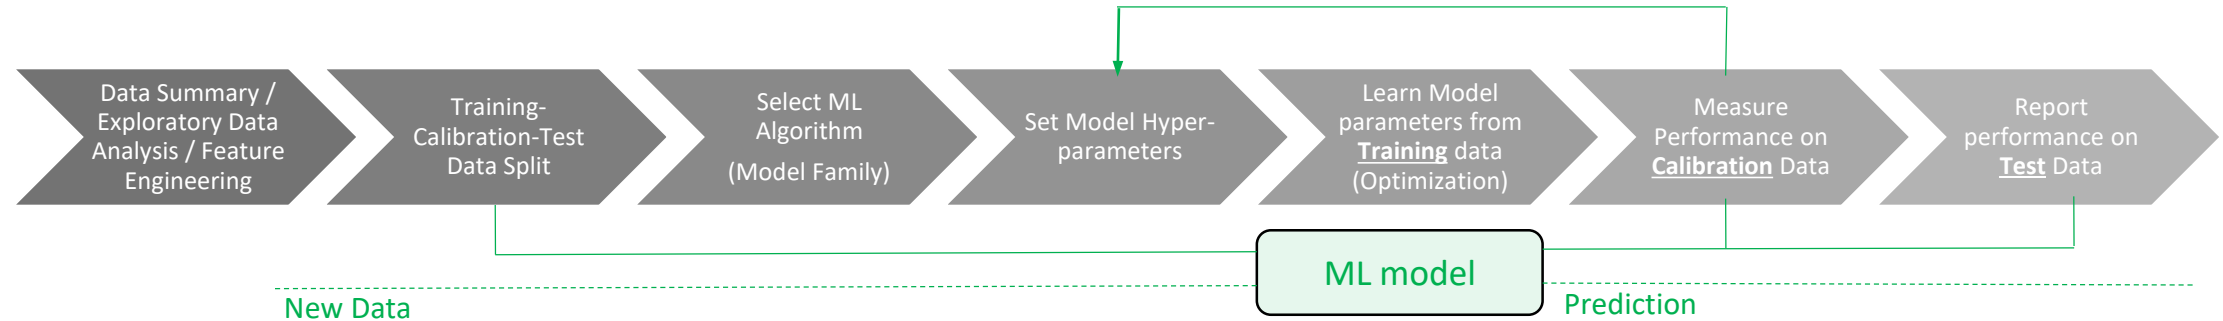 Data Summary /
Exploratory Data
Analysis / Feature
Engineering
Training-
Calibration-Test
Data Split
Select ML
Algorithm
(Model Family)
Set Model Hyper-
parameters
Learn Model
parameters from
Training data
(Optimization)
Measure
Performance on
Calibration Data
Report
performance on
Test Data
ML model
New Data
Prediction